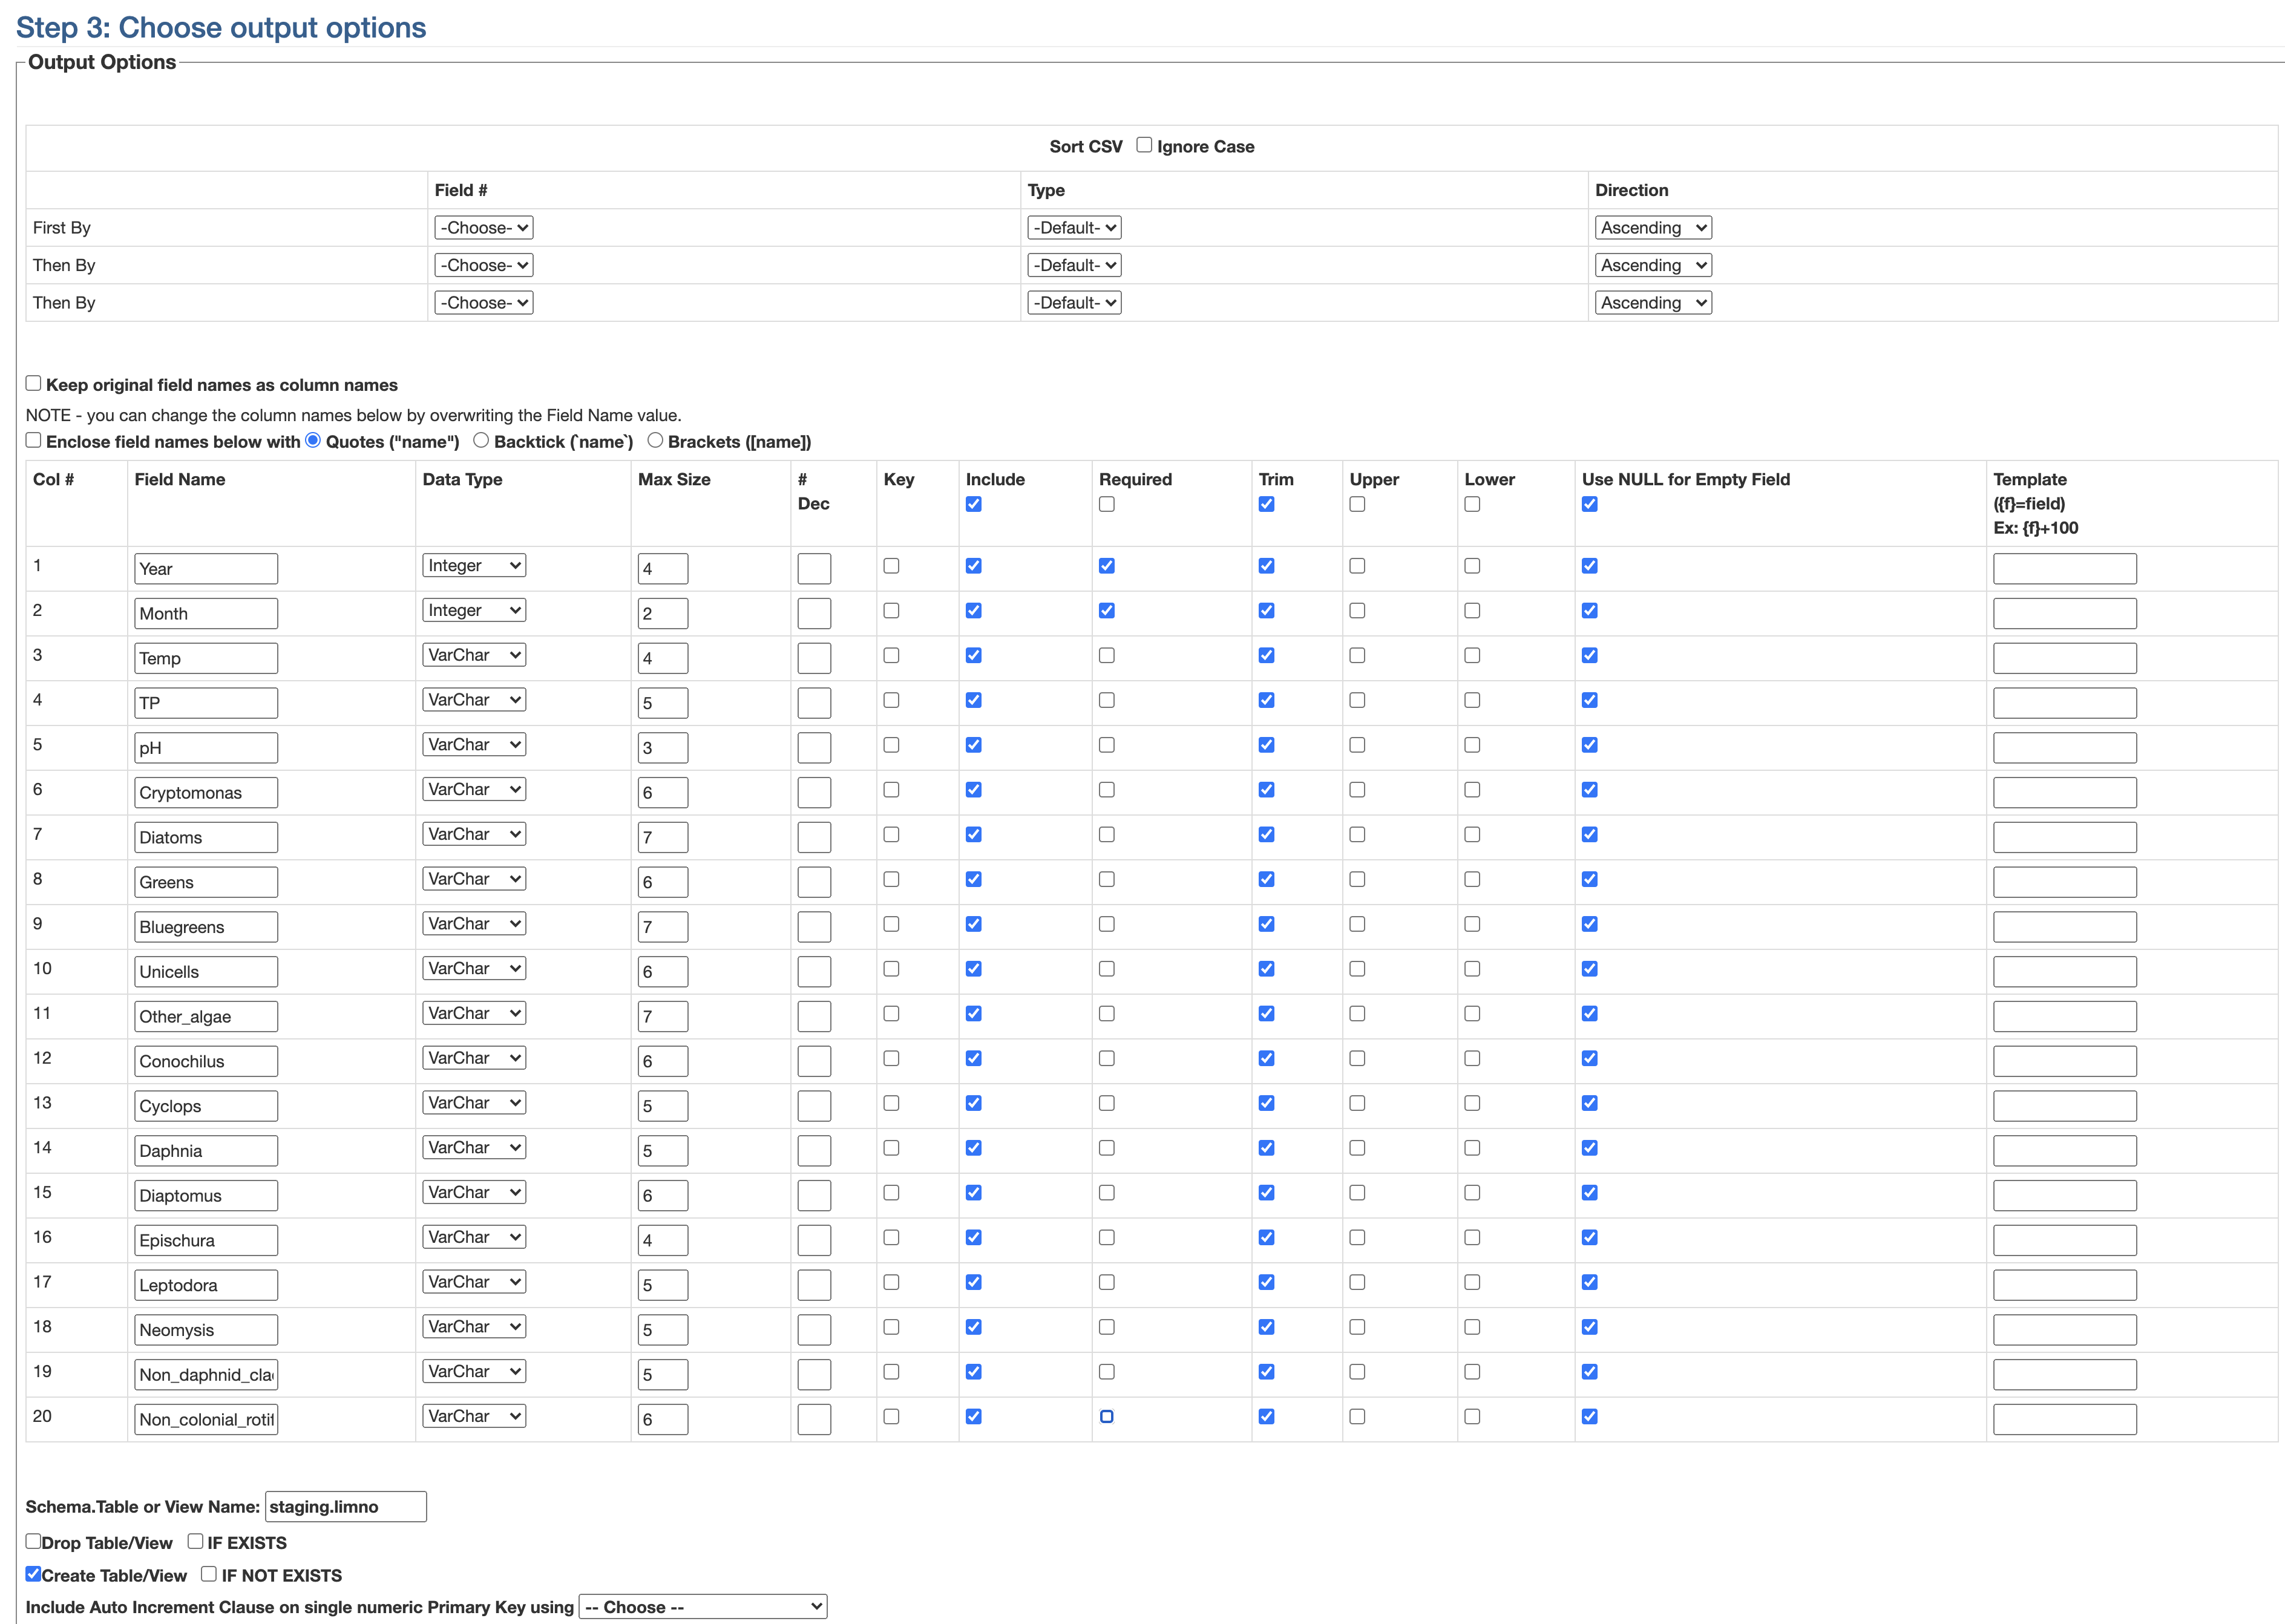 Step 3: Choose output options
Output Options
Sort CSV Ignore Case
Field # Type Direction
First By -Choose- -Default- Ascending
Then By -Choose- -Default- Ascending
Then By -Choose- -Default- Ascending
Keep original field names as column names
NOTE - you can change the column names below by overwriting the Field Name value.
Enclose field names below with Quotes ("name") Backtick (`name`) Brackets ([name])
Col # Field Name Data Type Max Size # Key Include Required Trim Upper Lower Use NULL for Empty Field Template
Dec ({f}=field)
Ex: {f}+100
1 Year Integer 4
2 Month Integer 2
3 Temp VarChar 4
4 TP VarChar 5
5 pH VarChar 3
6 Cryptomonas VarChar 6
7 Diatoms VarChar 7
8 Greens VarChar 6
9 Bluegreens VarChar 7
10 Unicells VarChar 6
11 Other_algae VarChar 7
12 Conochilus VarChar 6
13 Cyclops VarChar 5
14 Daphnia VarChar 5
15 Diaptomus VarChar 6
16 Epischura VarChar 4
17 Leptodora VarChar 5
18 Neomysis VarChar 5
19 Non_daphnid_cla VarChar 5
20 Non_colonial_roti VarChar 6
Schema.Table or View Name: staging.limno
Drop Table/View IF EXISTS
Create Table/View IF NOT EXISTS
Include Auto Increment Clause on single numeric Primary Key using -- Choose --